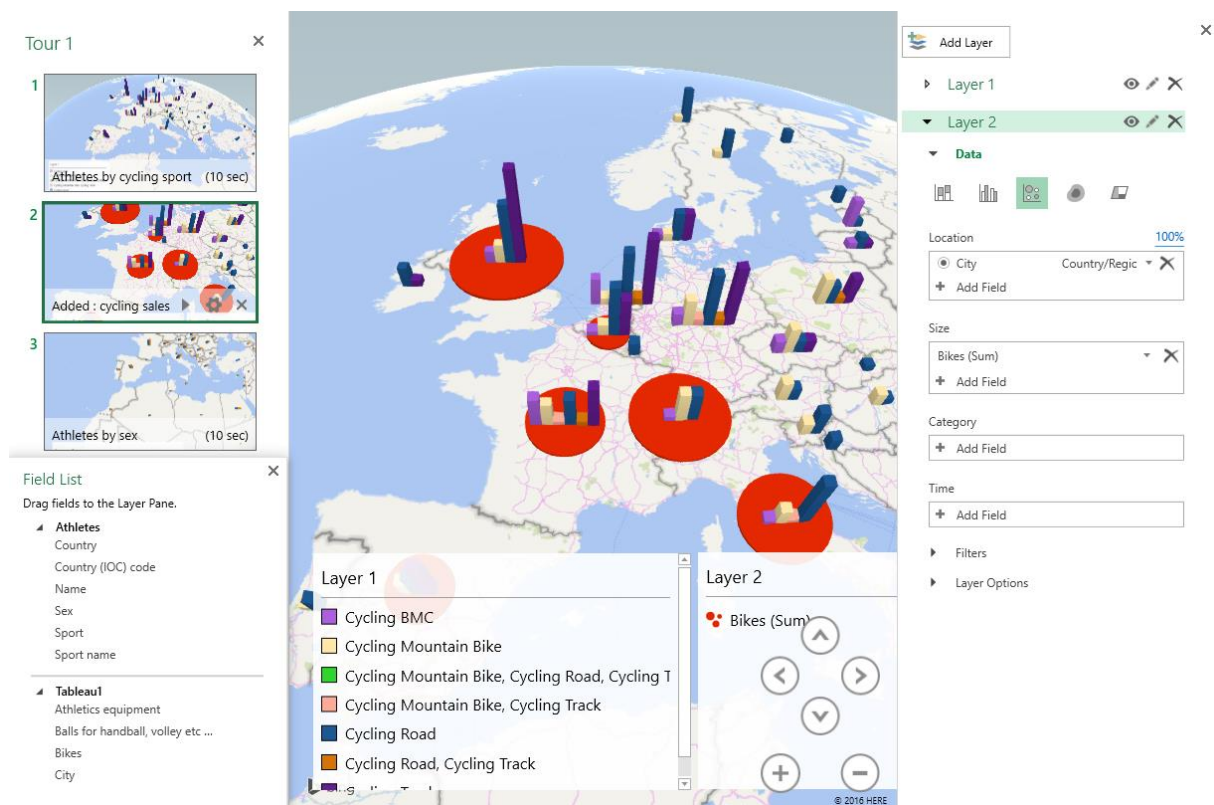 Tour 1
1
Athletes by cycling sport (10 sec)
2
Added : cycling sales
3
Athletes by sex (10 sec)
Field List
Drag fields to the Layer Pane.
Athletes
Country
Country (IOC) code
Name
Sex
Sport
Sport name
Tableau1
Athletics equipment
Balls for handball, volley etc ...
Bikes
City
Layer 1
Cycling BMC
Cycling Mountain Bike
Cycling Mountain Bike, Cycling Road, Cycling T
Cycling Mountain Bike, Cycling Track
Cycling Road
Cycling Road, Cycling Track
Layer 2
Bikes (Sum)
© 2016 HERE
Add Layer
Layer 1
Layer 2
Data
Location 100%
City Country/Regic
Add Field
Size
Bikes (Sum)
Add Field
Category
Add Field
Time
Add Field
Filters
Layer Options